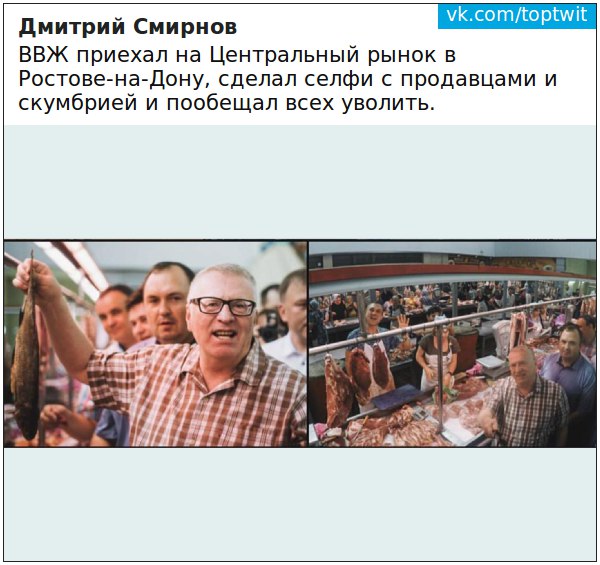 vk.com/toptwit
Дмитрий Смирнов
ВВЖ приехал на Центральный рынок в
Ростове-на-Дону, сделал селфи с продавцами и
скумбрией и пообещал всех уволить.